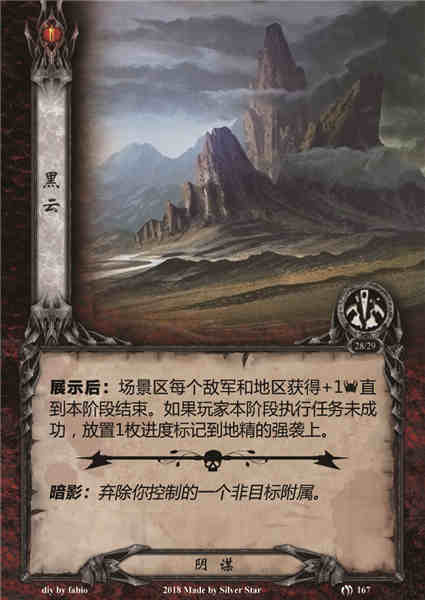 黑云
28/29
展示后：场景区每个敌军和地区获得+1直
到本阶段结束。如果玩家本阶段执行任务未成
功，放置1枚进度标记到地精的强袭上。
暗影：弃除你控制的一个非目标附属。
阴谋
diy by fabio
2018 Made by Silver Star
167